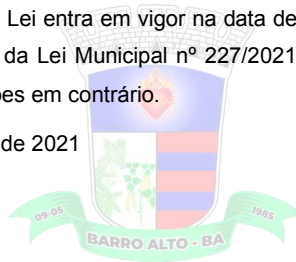 Lei entra em vigor na data de
da Lei Municipal nº 227/2021
ões em contrário.
de 2021
09-05
1985
BARRO ALTO - BA